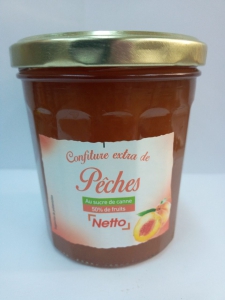 Confiture extra de
Pêches
Au sucre de canne
50% de fruits
Netto